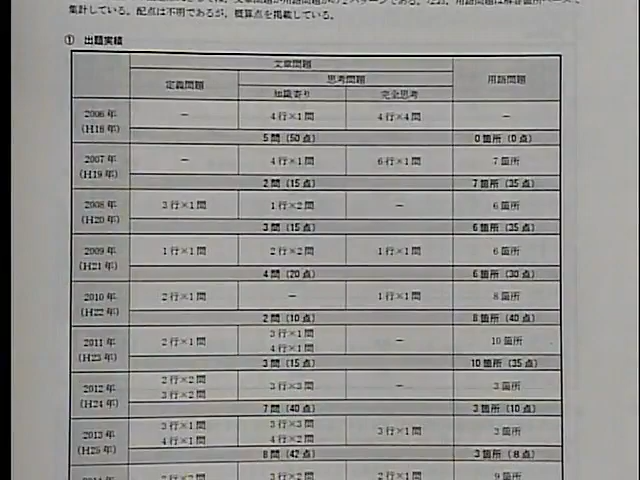 集計している。配点は不明であるが、概算点を掲載している。
① 出題実績
文章問題
定義問題 思考問題 用語問題
知識寄り 完全思考
2006年 － 4行×1問 4行×4問 －
(H18年)
5問（50点） 0箇所（0点）
2007年 － 4行×1問 6行×1問 7箇所
(H19年)
2問（15点） 7箇所（35点）
2008年 3行×1問 1行×2問 － 6箇所
(H20年)
3問（15点） 6箇所（35点）
2009年 1行×1問 2行×2問 1行×1問 6箇所
(H21年)
4問（20点） 6箇所（30点）
2010年 2行×1問 － 1行×1問 8箇所
(H22年)
2問（10点） 8箇所（40点）
2011年 2行×1問 3行×1問 － 10箇所
(H23年) 4行×1問
3問（15点） 10箇所（35点）
2012年 2行×2問 3行×3問 － 3箇所
(H24年) 3行×2問
7問（40点） 3箇所（10点）
2013年 3行×1問 3行×3問 3行×1問 3箇所
(H25年) 4行×1問 4行×2問
8問（42点） 3箇所（8点）
2行×2問 3行×2問 2行×1問 9箇所